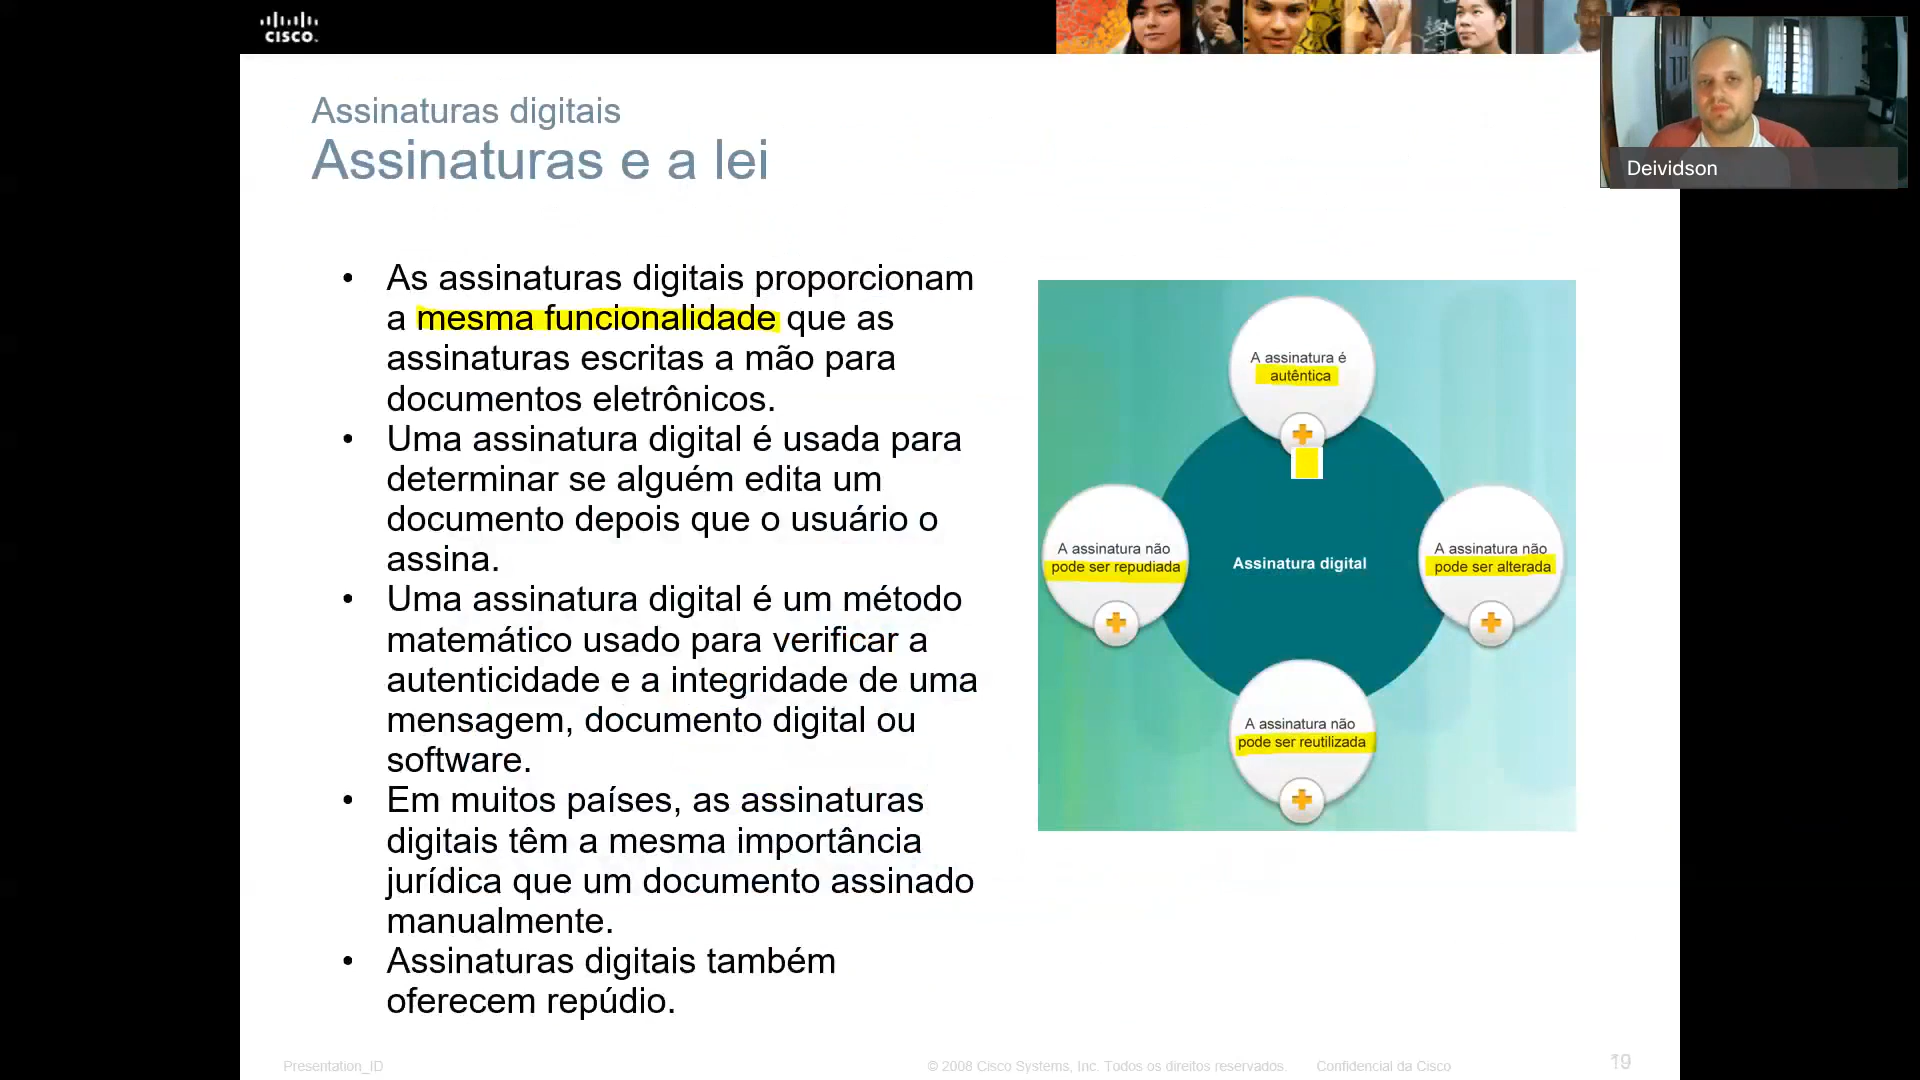 CISCO.
Assinaturas digitais
Assinaturas e a lei
Deividson
• As assinaturas digitais proporcionam
a mesma funcionalidade que as
assinaturas escritas a mão para
documentos eletrônicos.
• Uma assinatura digital é usada para
determinar se alguém edita um
documento depois que o usuário o
assina.
• Uma assinatura digital é um método
matemático usado para verificar a
autenticidade e a integridade de uma
mensagem, documento digital ou
software.
• Em muitos países, as assinaturas
digitais têm a mesma importância
jurídica que um documento assinado
manualmente.
• Assinaturas digitais também
oferecem repúdio.
A assinatura é
autêntica
A assinatura não
pode ser repudiada
Assinatura digital
A assinatura não
pode ser alterada
A assinatura não
pode ser reutilizada
Presentation_ID
© 2008 Cisco Systems, Inc. Todos os direitos reservados.
Confidencial da Cisco
19